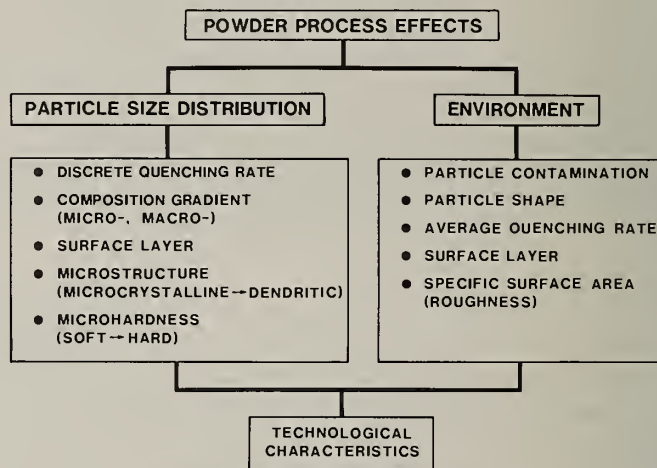 POWDER PROCESS EFFECTS
PARTICLE SIZE DISTRIBUTION
● DISCRETE QUENCHING RATE
● COMPOSITION GRADIENT
(MICRO-, MACRO-)
● SURFACE LAYER
● MICROSTRUCTURE
(MICROCRYSTALLINE→DENDRITIC)
● MICROHARDNESS
(SOFT→HARD)
ENVIRONMENT
● PARTICLE CONTAMINATION
● PARTICLE SHAPE
● AVERAGE QUENCHING RATE
● SURFACE LAYER
● SPECIFIC SURFACE AREA
(ROUGHNESS)
TECHNOLOGICAL
CHARACTERISTICS